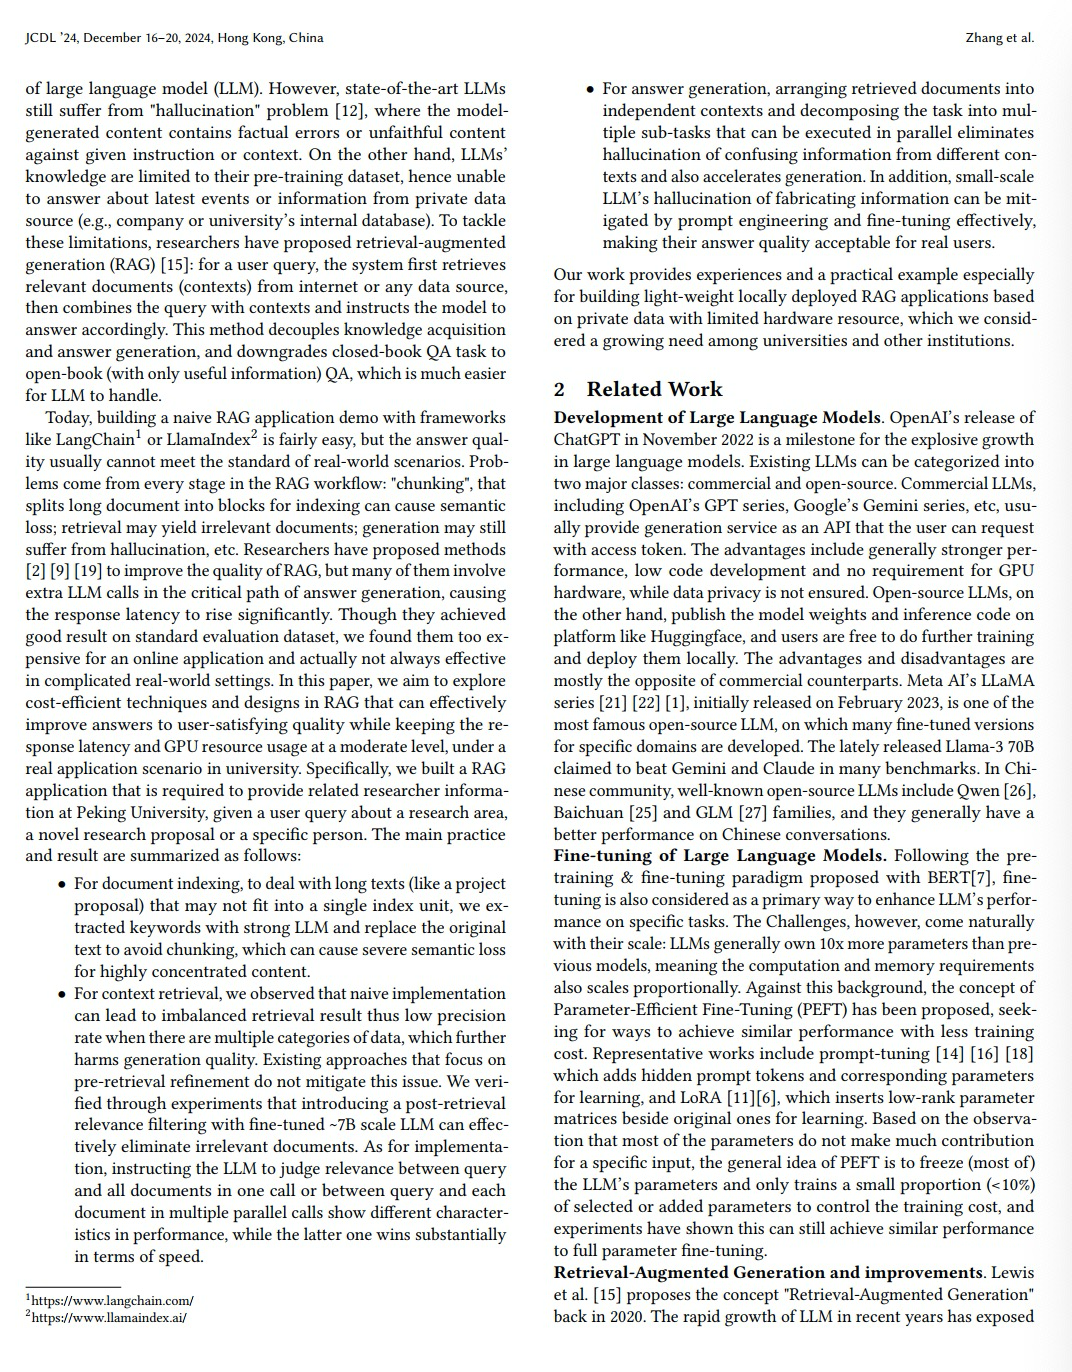 JCDL '24, December 16–20, 2024, Hong Kong, China
Zhang et al.
of large language model (LLM). However, state-of-the-art LLMs
still suffer from "hallucination" problem [12], where the model-
generated content contains factual errors or unfaithful content
against given instruction or context. On the other hand, LLMs'
knowledge are limited to their pre-training dataset, hence unable
to answer about latest events or information from private data
source (e.g., company or university's internal database). To tackle
these limitations, researchers have proposed retrieval-augmented
generation (RAG) [15]: for a user query, the system first retrieves
relevant documents (contexts) from internet or any data source,
then combines the query with contexts and instructs the model to
answer accordingly. This method decouples knowledge acquisition
and answer generation, and downgrades closed-book QA task to
open-book (with only useful information) QA, which is much easier
for LLM to handle.
Today, building a naive RAG application demo with frameworks
like LangChain¹ or LlamaIndex² is fairly easy, but the answer qual-
ity usually cannot meet the standard of real-world scenarios. Prob-
lems come from every stage in the RAG workflow: "chunking", that
splits long document into blocks for indexing can cause semantic
loss; retrieval may yield irrelevant documents; generation may still
suffer from hallucination, etc. Researchers have proposed methods
[2] [9] [19] to improve the quality of RAG, but many of them involve
extra LLM calls in the critical path of answer generation, causing
the response latency to rise significantly. Though they achieved
good result on standard evaluation dataset, we found them too ex-
pensive for an online application and actually not always effective
in complicated real-world settings. In this paper, we aim to explore
cost-efficient techniques and designs in RAG that can effectively
improve answers to user-satisfying quality while keeping the re-
sponse latency and GPU resource usage at a moderate level, under a
real application scenario in university. Specifically, we built a RAG
application that is required to provide related researcher informa-
tion at Peking University, given a user query about a research area,
a novel research proposal or a specific person. The main practice
and result are summarized as follows:
• For document indexing, to deal with long texts (like a project
proposal) that may not fit into a single index unit, we ex-
tracted keywords with strong LLM and replace the original
text to avoid chunking, which can cause severe semantic loss
for highly concentrated content.
• For context retrieval, we observed that naive implementation
can lead to imbalanced retrieval result thus low precision
rate when there are multiple categories of data, which further
harms generation quality. Existing approaches that focus on
pre-retrieval refinement do not mitigate this issue. We veri-
fied through experiments that introducing a post-retrieval
relevance filtering with fine-tuned ~7B scale LLM can effec-
tively eliminate irrelevant documents. As for implementa-
tion, instructing the LLM to judge relevance between query
and all documents in one call or between query and each
document in multiple parallel calls show different character-
istics in performance, while the latter one wins substantially
in terms of speed.
¹https://www.langchain.com/
²https://www.llamaindex.ai/
• For answer generation, arranging retrieved documents into
independent contexts and decomposing the task into mul-
tiple sub-tasks that can be executed in parallel eliminates
hallucination of confusing information from different con-
texts and also accelerates generation. In addition, small-scale
LLM's hallucination of fabricating information can be mit-
igated by prompt engineering and fine-tuning effectively,
making their answer quality acceptable for real users.
Our work provides experiences and a practical example especially
for building light-weight locally deployed RAG applications based
on private data with limited hardware resource, which we consid-
ered a growing need among universities and other institutions.
2 Related Work
Development of Large Language Models. OpenAI's release of
ChatGPT in November 2022 is a milestone for the explosive growth
in large language models. Existing LLMs can be categorized into
two major classes: commercial and open-source. Commercial LLMs,
including OpenAI's GPT series, Google's Gemini series, etc, usu-
ally provide generation service as an API that the user can request
with access token. The advantages include generally stronger per-
formance, low code development and no requirement for GPU
hardware, while data privacy is not ensured. Open-source LLMs, on
the other hand, publish the model weights and inference code on
platform like Huggingface, and users are free to do further training
and deploy them locally. The advantages and disadvantages are
mostly the opposite of commercial counterparts. Meta AI's LLaMA
series [21] [22] [1], initially released on February 2023, is one of the
most famous open-source LLM, on which many fine-tuned versions
for specific domains are developed. The lately released Llama-3 70B
claimed to beat Gemini and Claude in many benchmarks. In Chi-
nese community, well-known open-source LLMs include Qwen [26],
Baichuan [25] and GLM [27] families, and they generally have a
better performance on Chinese conversations.
Fine-tuning of Large Language Models. Following the pre-
training & fine-tuning paradigm proposed with BERT[7], fine-
tuning is also considered as a primary way to enhance LLM's perfor-
mance on specific tasks. The Challenges, however, come naturally
with their scale: LLMs generally own 10x more parameters than pre-
vious models, meaning the computation and memory requirements
also scales proportionally. Against this background, the concept of
Parameter-Efficient Fine-Tuning (PEFT) has been proposed, seek-
ing for ways to achieve similar performance with less training
cost. Representative works include prompt-tuning [14] [16] [18]
which adds hidden prompt tokens and corresponding parameters
for learning, and LoRA [11][6], which inserts low-rank parameter
matrices beside original ones for learning. Based on the observa-
tion that most of the parameters do not make much contribution
for a specific input, the general idea of PEFT is to freeze (most of)
the LLM's parameters and only trains a small proportion (<10%)
of selected or added parameters to control the training cost, and
experiments have shown this can still achieve similar performance
to full parameter fine-tuning.
Retrieval-Augmented Generation and improvements. Lewis
et al. [15] proposes the concept "Retrieval-Augmented Generation"
back in 2020. The rapid growth of LLM in recent years has exposed